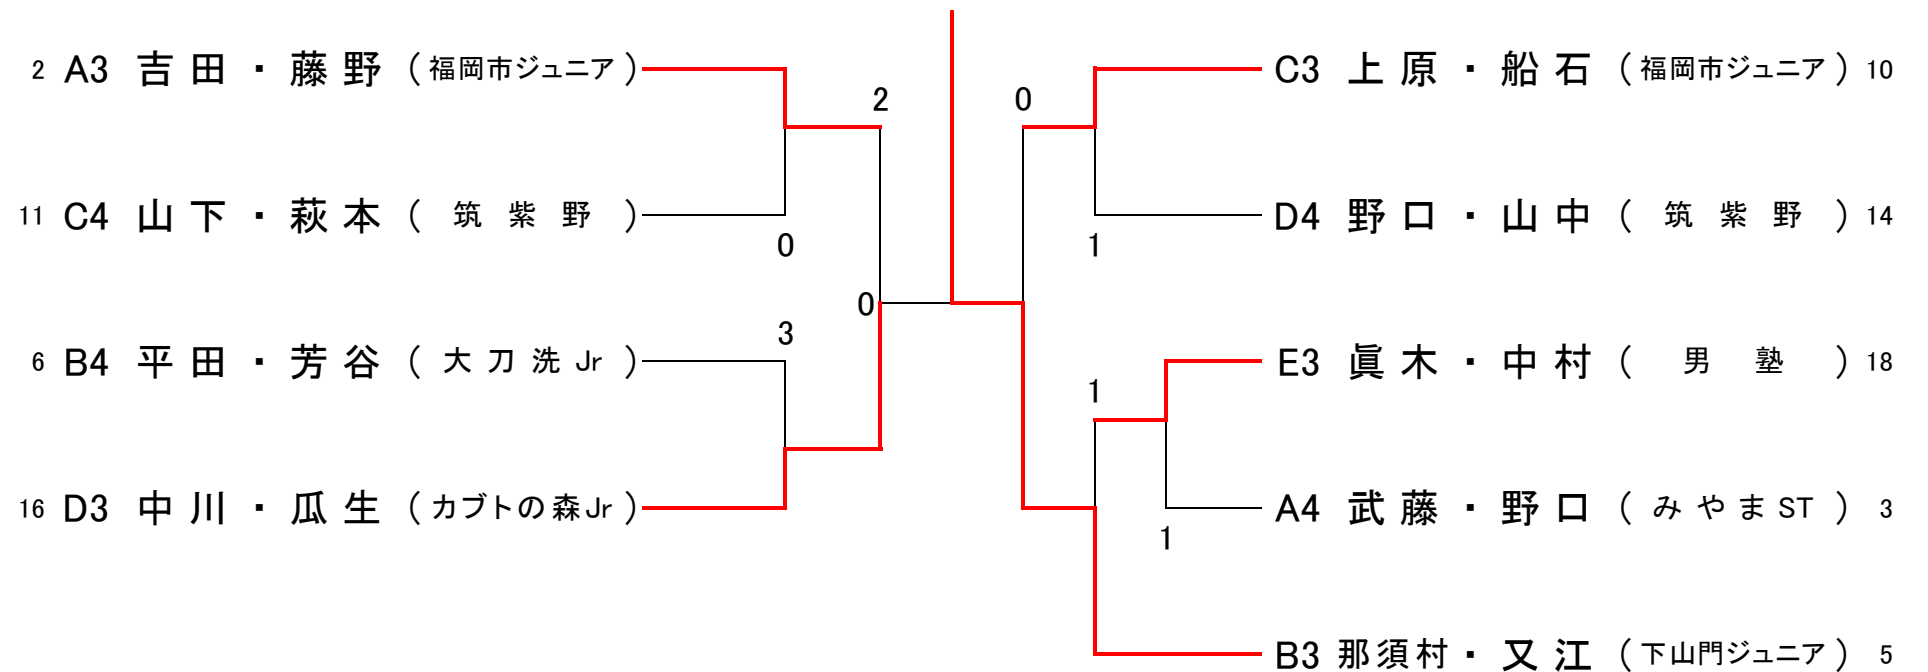 2 A3 吉田・藤野（福岡市ジュニア）
11 C4 山下・萩本（筑紫野）
6 B4 平田・芳谷（大刀洗Jr）
16 D3 中川・瓜生（カブトの森Jr）
2
0
3
0
0
1
1
1
C3 上原・船石（福岡市ジュニア）10
D4 野口・山中（筑紫野）14
E3 眞木・中村（男塾）18
A4 武藤・野口（みやまST）3
B3 那須村・又江（下山門ジュニア）5